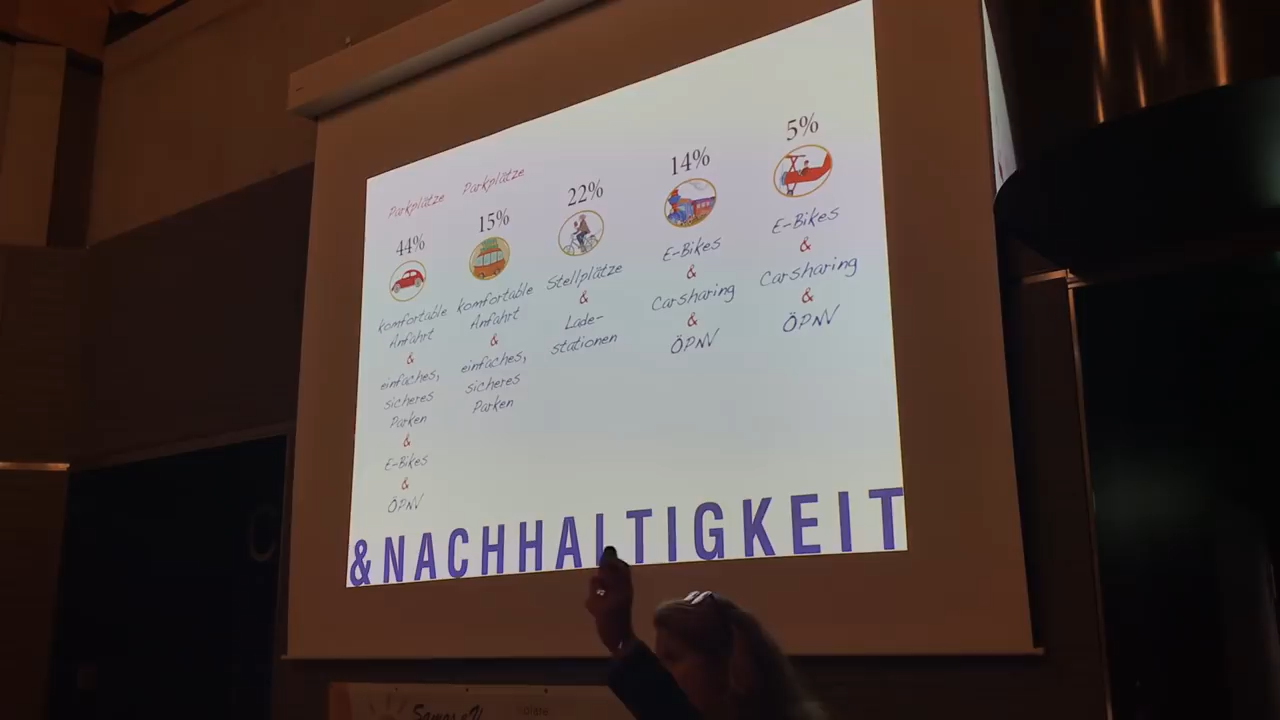 Parkplätze
44%
komfortable
Anfahrt
&
einfaches,
sicheres
Parken
&
E-Bikes
&
ÖPNV
Parkplätze
15%
komfortable
Anfahrt
&
einfaches,
sicheres
Parken
22%
Stellplätze
&
Lade-
stationen
14%
E-Bikes
&
Carsharing
&
ÖPNV
5%
E-Bikes
&
Carsharing
&
ÖPNV
&NACHHALTIGKEIT